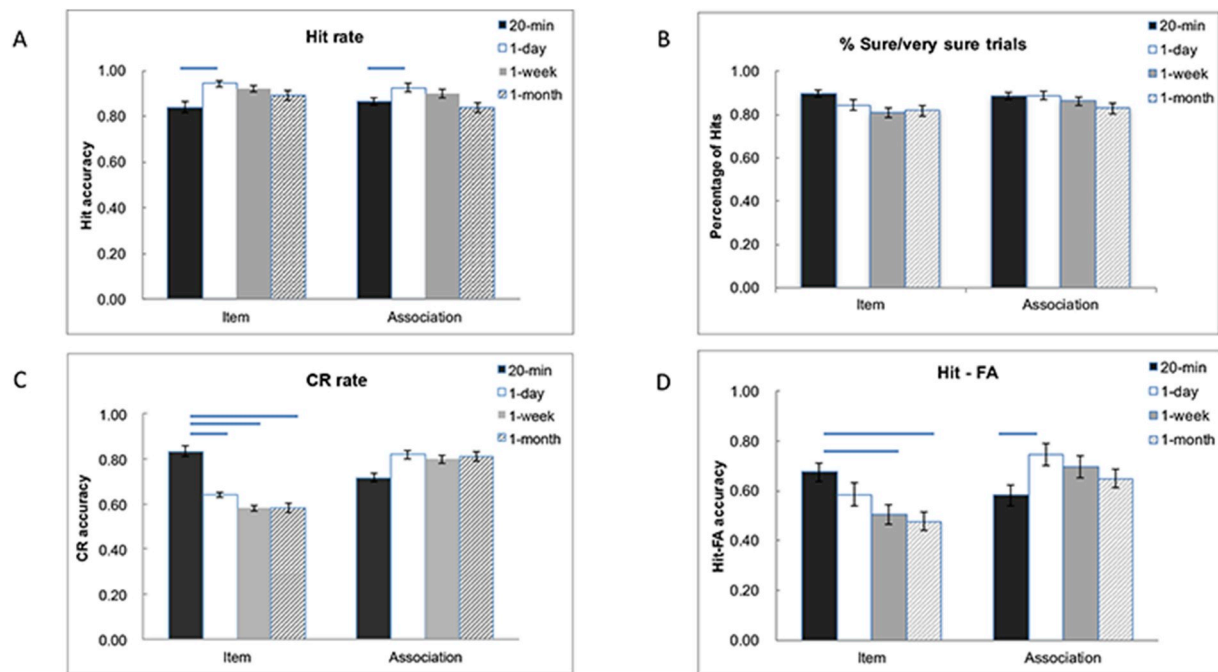 A
Hit rate
20-min
1-day
1-week
1-month
1.00
0.80
0.60
0.40
0.20
0.00
Hit accuracy
Item
Association
B
% Sure/very sure trials
20-min
1-day
1-week
1-month
1.00
0.80
0.60
0.40
0.20
0.00
Percentage of Hits
Item
Association
C
CR rate
20-min
1-day
1-week
1-month
1.00
0.80
0.60
0.40
0.20
0.00
CR accuracy
Item
Association
D
Hit - FA
20-min
1-day
1-week
1-month
1.00
0.80
0.60
0.40
0.20
0.00
Hit-FA accuracy
Item
Association